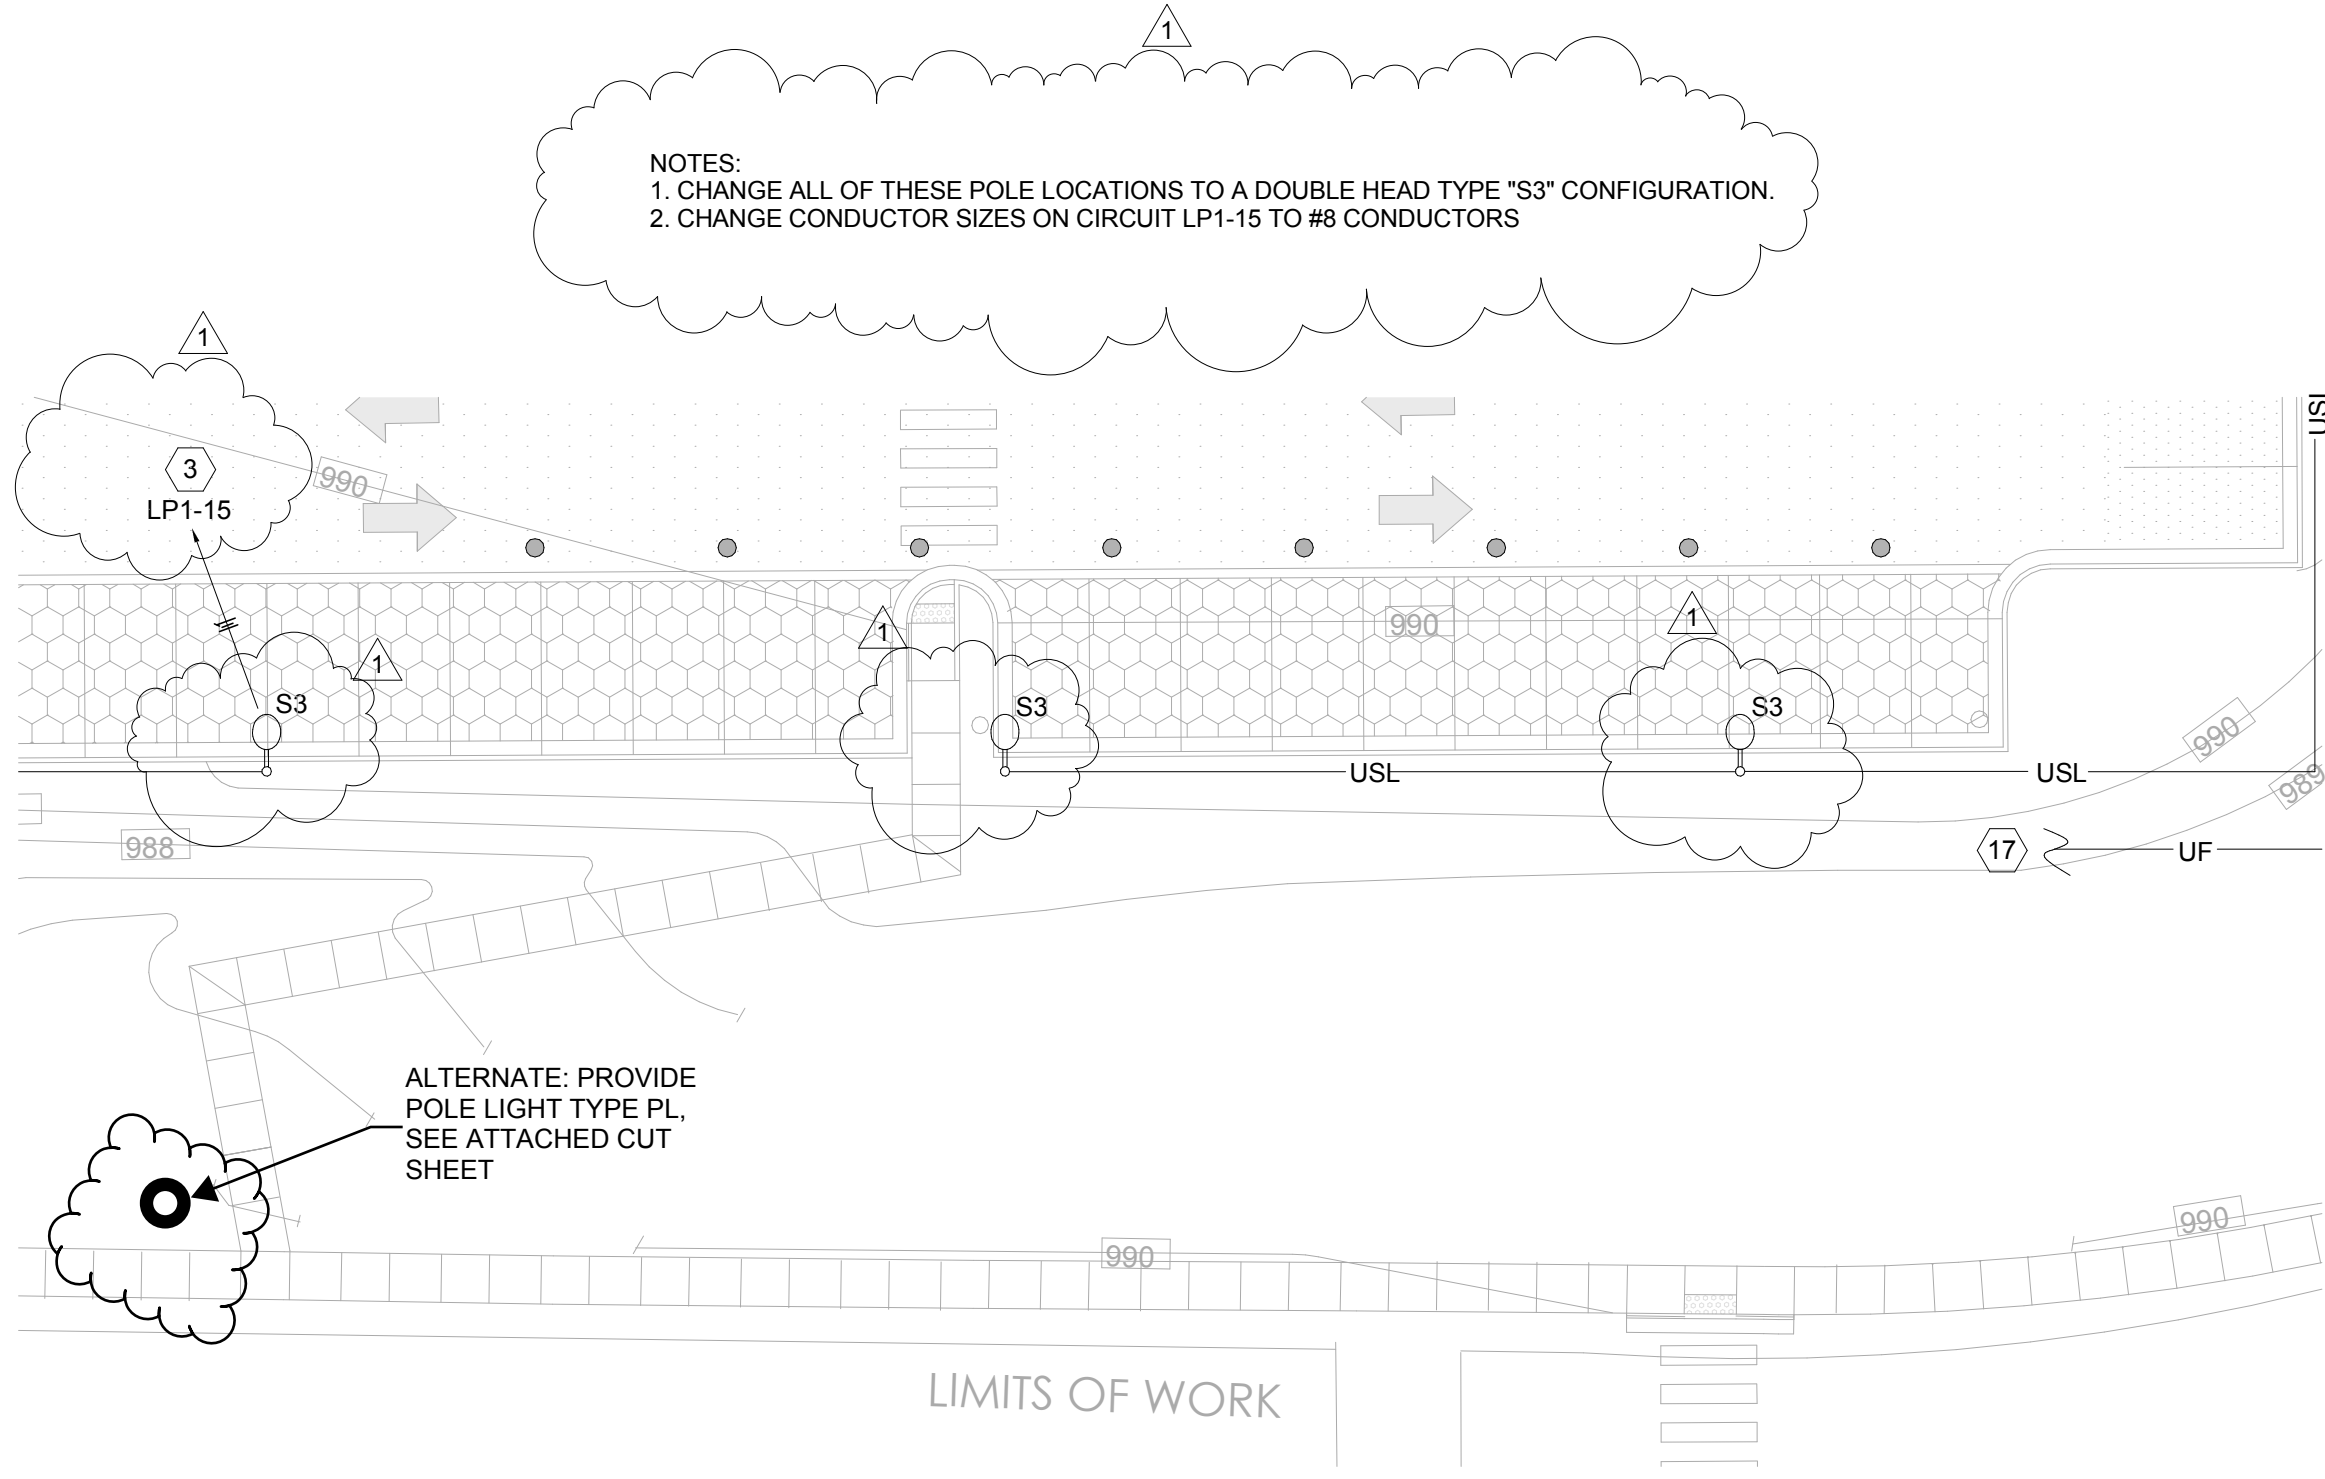 1
NOTES:
1. CHANGE ALL OF THESE POLE LOCATIONS TO A DOUBLE HEAD TYPE "S3" CONFIGURATION.
2. CHANGE CONDUCTOR SIZES ON CIRCUIT LP1-15 TO #8 CONDUCTORS
1
3
LP1-15
990
USL
1
S3
1
S3
990
1
S3
USL
USL
990
989
988
17
UF
ALTERNATE: PROVIDE
POLE LIGHT TYPE PL,
SEE ATTACHED CUT
SHEET
990
990
LIMITS OF WORK